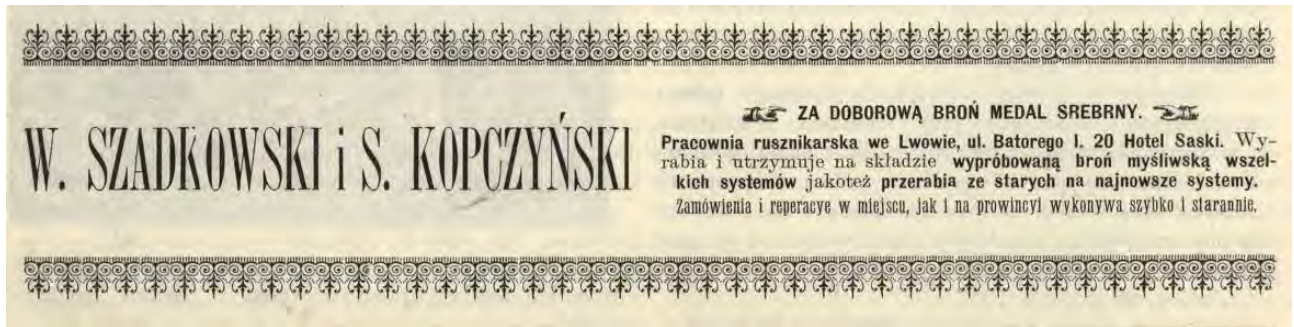 W. SZADKOWSKI i S. KOPCZYŃSKI
ZA DOBOROWĄ BROŃ MEDAL SREBRNY.
Pracownia rusznikarska we Lwowie, ul. Batorego l. 20 Hotel Saski. Wy-
rabia i utrzymuje na składzie wypróbowaną broń myśliwską wszel-
kich systemów jakoteż przerabia ze starych na najnowsze systemy.
Zamówienia i reperacye w miejscu, jak i na prowincyi wykonywa szybko i starannie.